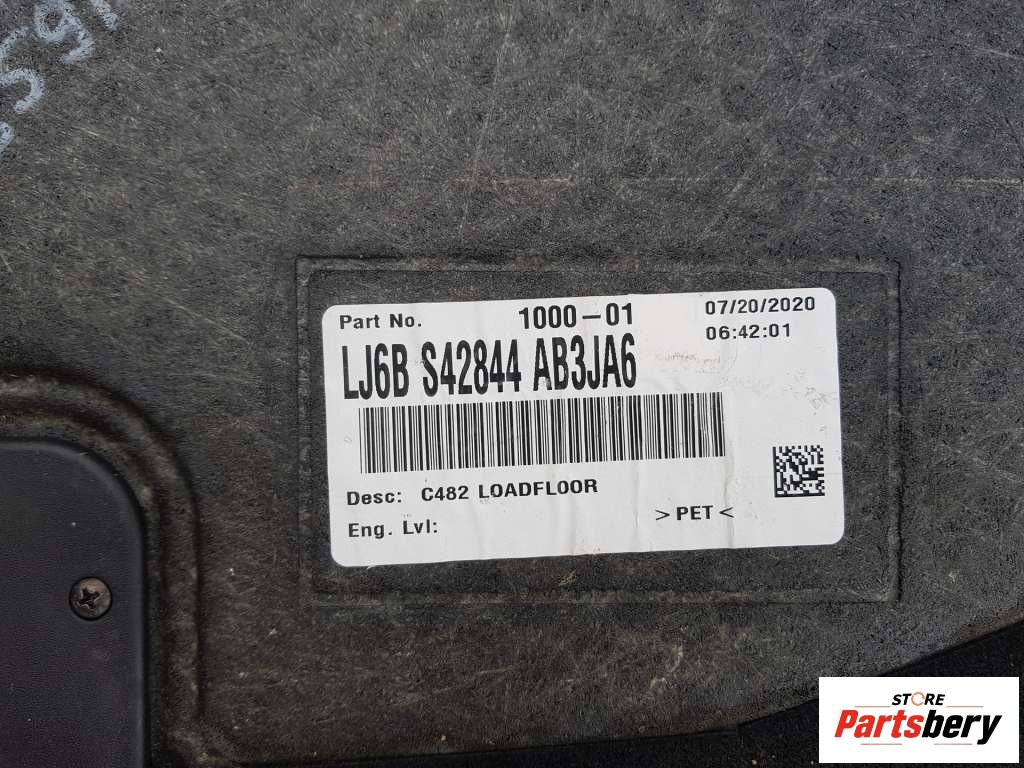 Part No. 1000-01 07/20/2020
06:42:01
LJ6B S42844 AB3JA6
Desc: C482 LOADFLOOR
Eng. Lvl: >PET<
STORE
Partsbery